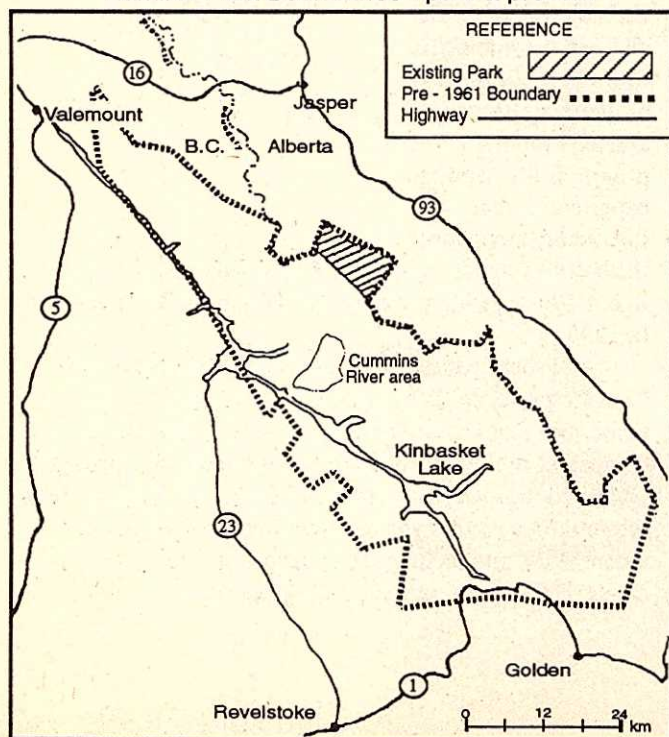 REFERENCE
Existing Park
Pre - 1961 Boundary
Highway
16
Jasper
Valemount
B.C.
Alberta
93
5
Cummins
River area
Kinbasket
Lake
23
Golden
1
Revelstoke
0 12 24
km